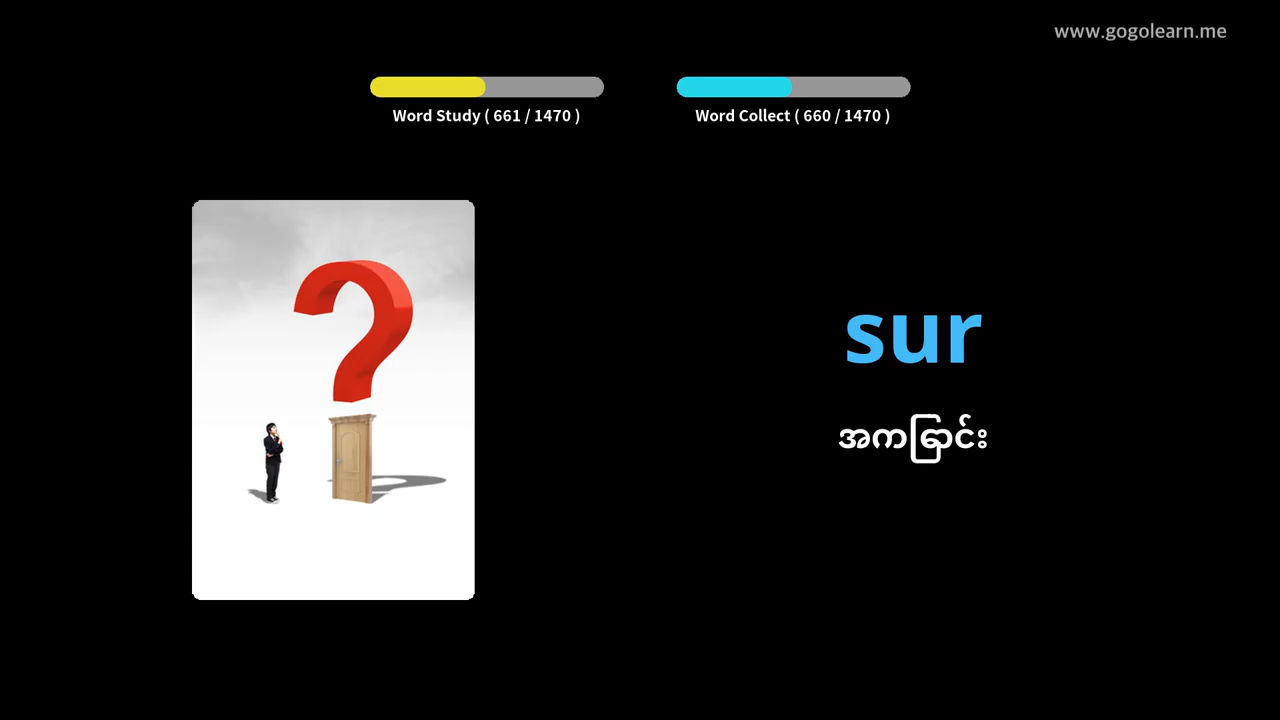 www.gogolearn.me
Word Study ( 661 / 1470 )
Word Collect ( 660 / 1470 )
sur
အကြောင်း